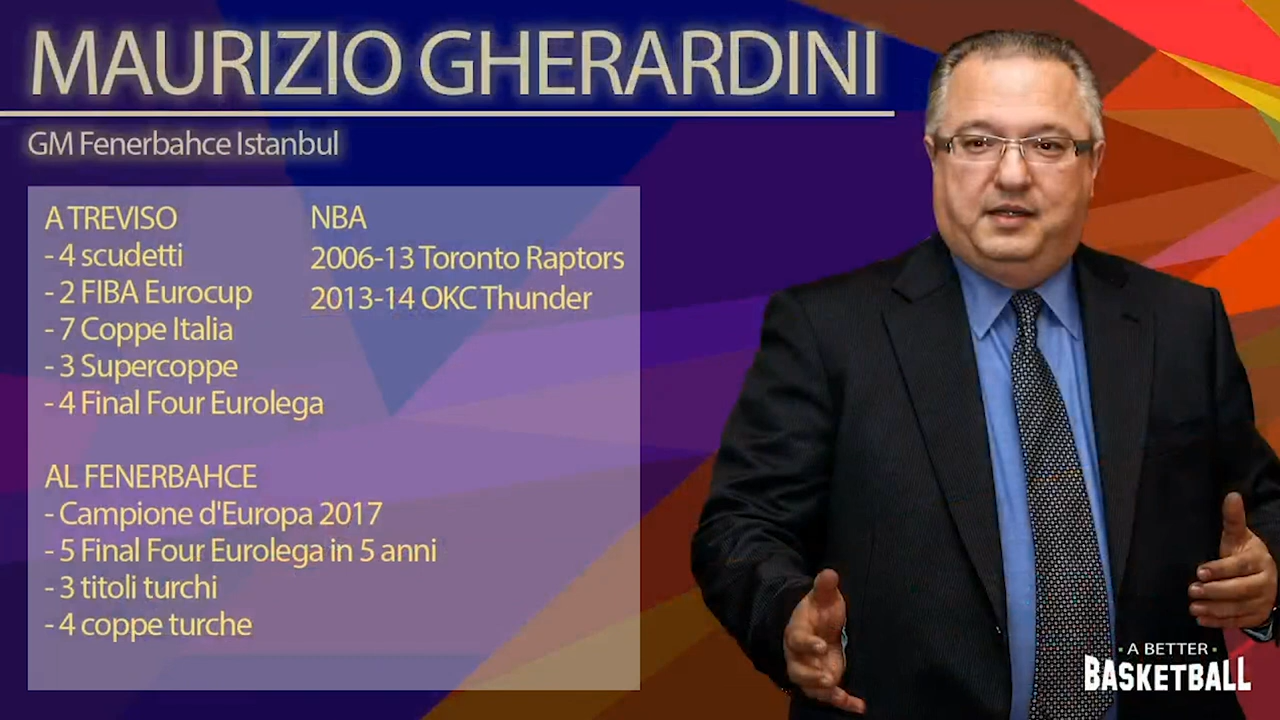 MAURIZIO GHERARDINI
GM Fenerbahce Istanbul
A TREVISO
- 4 scudetti
- 2 FIBA Eurocup
- 7 Coppe Italia
- 3 Supercoppe
- 4 Final Four Eurolega
NBA
2006-13 Toronto Raptors
2013-14 OKC Thunder
AL FENERBAHCE
- Campione d'Europa 2017
- 5 Final Four Eurolega in 5 anni
- 3 titoli turchi
- 4 coppe turche
· A BETTER ·
BASKETBALL